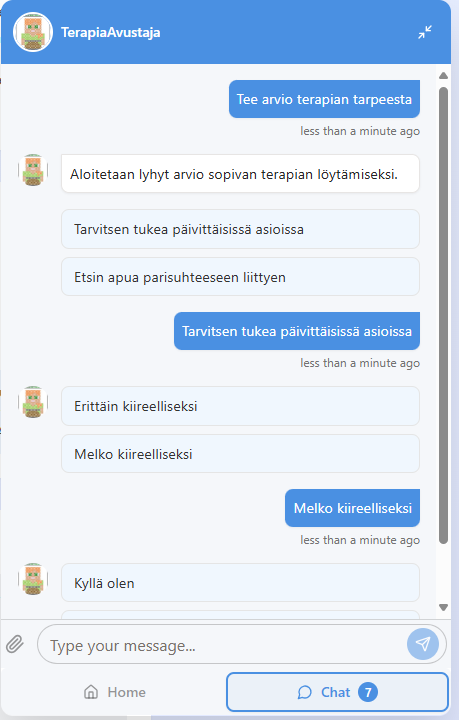 TerapiaAvustaja
Tee arvio terapian tarpeesta
less than a minute ago
Aloitetaan lyhyt arvio sopivan terapian löytämiseksi.
Tarvitsen tukea päivittäisissä asioissa
Etsin apua parisuhteeseen liittyen
Tarvitsen tukea päivittäisissä asioissa
less than a minute ago
Erittäin kiireelliseksi
Melko kiireelliseksi
Melko kiireelliseksi
less than a minute ago
Kyllä olen
Type your message...
Home
Chat 7